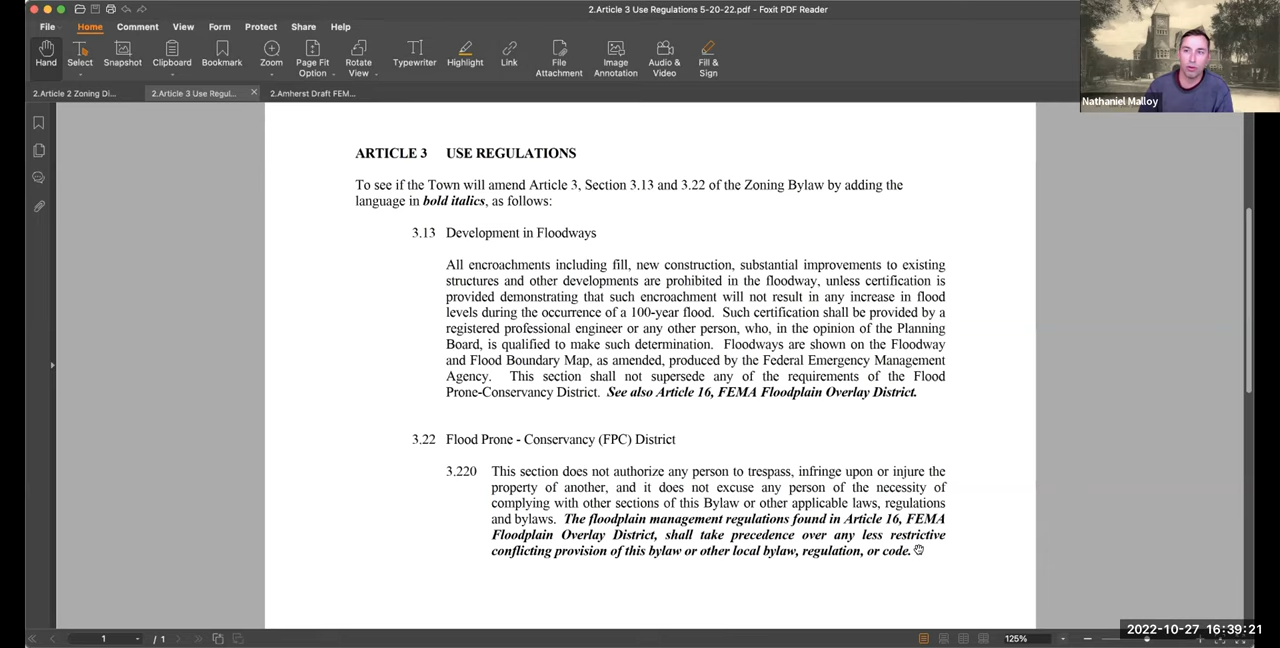 2.Article 3 Use Regulations 5-20-22.pdf - Foxit PDF Reader
File Home Comment View Form Protect Share Help
Hand Select Snapshot Clipboard Bookmark Zoom Page Fit Option Rotate View Typewriter Highlight Link File Attachment Image Annotation Audio & Video Fill & Sign
Nathaniel Malloy
2.Article 2 Zoning Di... 2.Article 3 Use Regul... 2.Amherst Draft FEM...
ARTICLE 3 USE REGULATIONS
To see if the Town will amend Article 3, Section 3.13 and 3.22 of the Zoning Bylaw by adding the
language in bold italics, as follows:
3.13 Development in Floodways
All encroachments including fill, new construction, substantial improvements to existing
structures and other developments are prohibited in the floodway, unless certification is
provided demonstrating that such encroachment will not result in any increase in flood
levels during the occurrence of a 100-year flood. Such certification shall be provided by a
registered professional engineer or any other person, who, in the opinion of the Planning
Board, is qualified to make such determination. Floodways are shown on the Floodway
and Flood Boundary Map, as amended, produced by the Federal Emergency Management
Agency. This section shall not supersede any of the requirements of the Flood
Prone-Conservancy District. See also Article 16, FEMA Floodplain Overlay District.
3.22 Flood Prone - Conservancy (FPC) District
3.220 This section does not authorize any person to trespass, infringe upon or injure the
property of another, and it does not excuse any person of the necessity of
complying with other sections of this Bylaw or other applicable laws, regulations
and bylaws. The floodplain management regulations found in Article 16, FEMA
Floodplain Overlay District, shall take precedence over any less restrictive
conflicting provision of this bylaw or other local bylaw, regulation, or code.
1 / 1 125%
2022-10-27 16:39:21